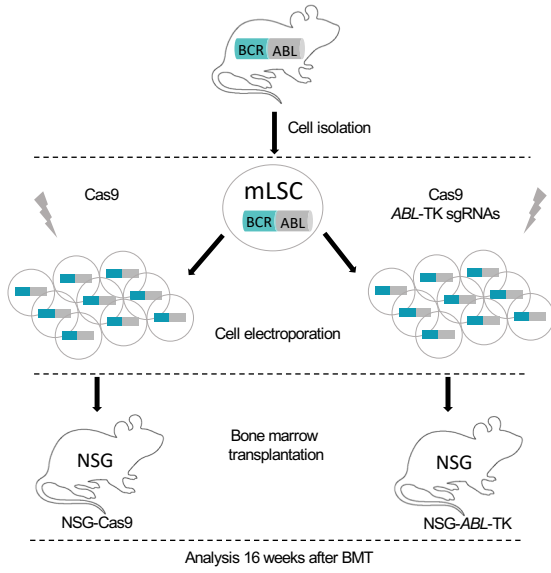 BCR ABL
Cell isolation
Cas9
mLSC
BCR ABL
Cas9
ABL-TK sgRNAs
Cell electroporation
Bone marrow
transplantation
NSG
NSG-Cas9
NSG
NSG-ABL-TK
Analysis 16 weeks after BMT